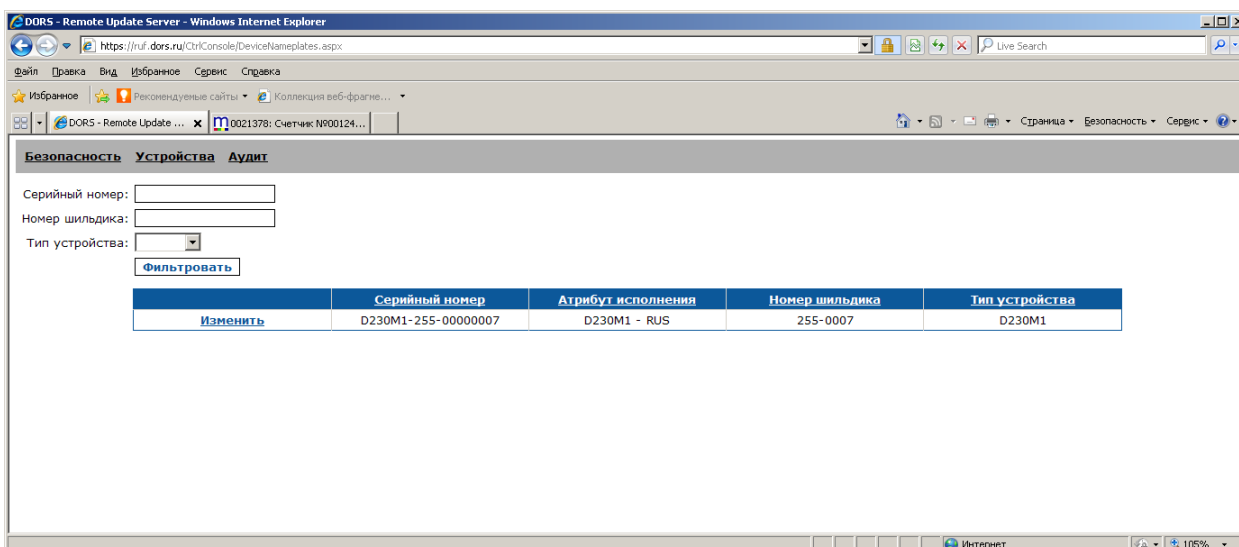 DORS - Remote Update Server - Windows Internet Explorer
https://ruf.dors.ru/CtrlConsole/DeviceNameplates.aspx
Live Search
Файл Правка Вид Избранное Сервис Справка
Избранное Рекомендуемые сайты Коллекция веб-фрагме...
DORS - Remote Update ... 0021378: Счетчик №00124... Страница Безопасность Сервис
Безопасность Устройства Аудит
Серийный номер:
Номер шильдика:
Тип устройства:
Фильтровать
Серийный номер Атрибут исполнения Номер шильдика Тип устройства
Изменить D230M1-255-00000007 D230M1 - RUS 255-0007 D230M1
Интернет 105%